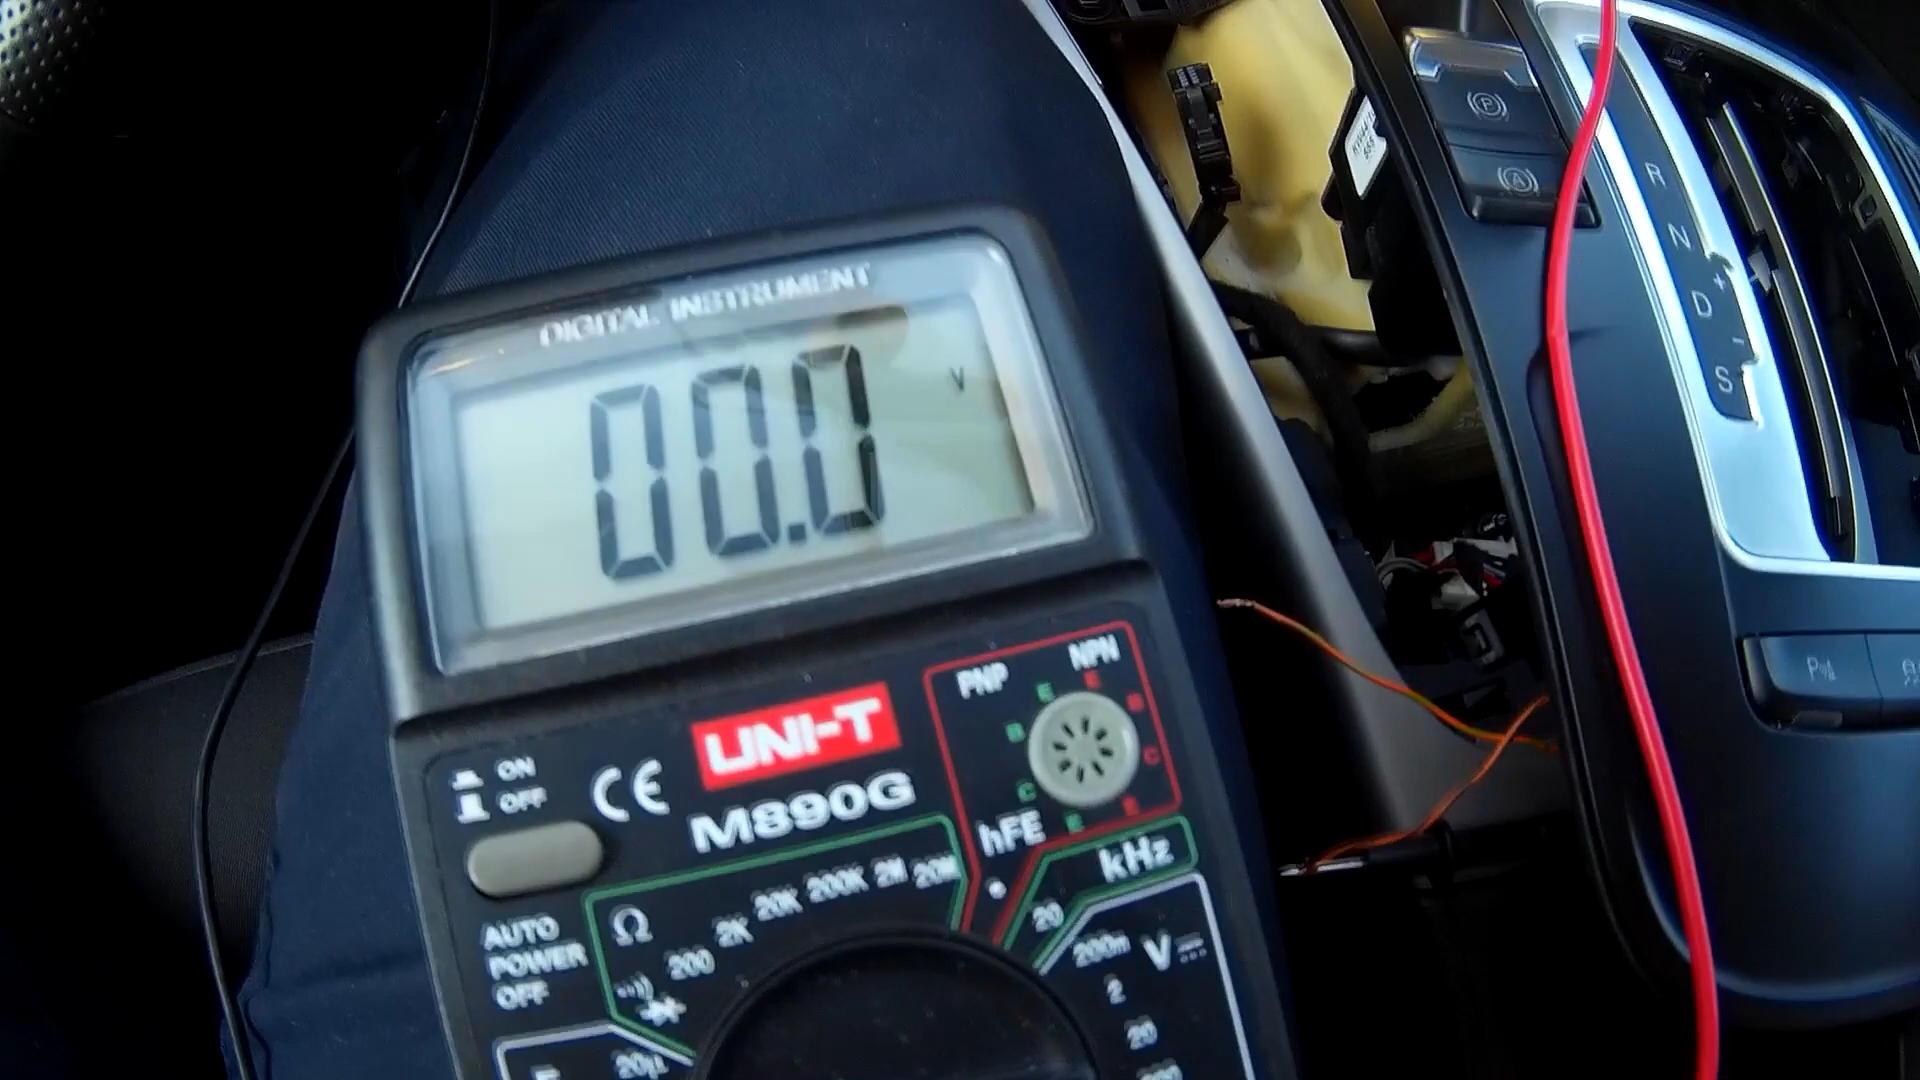 DIGITAL INSTRUMENT
00.0 V
UNI-T
M890G
CE
ON
OFF
AUTO
POWER
OFF
PNP
NPN
E
E
B
B
C
C
E
E
hFE
kHz
20
Ω
200
2K
20K
200K
2M
20M
200m
V
2
20
20µ
P
A
R
N
+
D
-
S
P